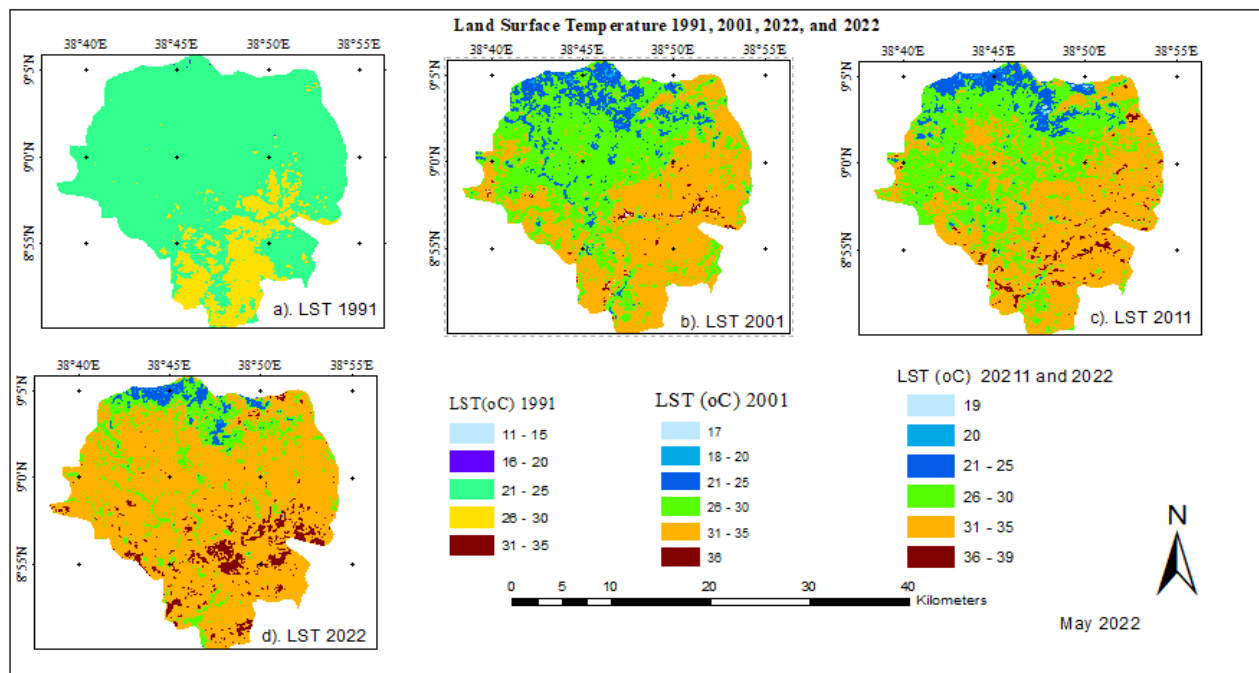 Land Surface Temperature 1991, 2001, 2022, and 2022
38°40'E 38°45'E 38°50'E 38°55'E
9°5'N
9°0'N
8°55'N
a). LST 1991
38°40'E 38°45'E 38°50'E 38°55'E
9°5'N
9°0'N
8°55'N
b). LST 2001
38°40'E 38°45'E 38°50'E 38°55'E
9°5'N
9°0'N
8°55'N
c). LST 2011
38°40'E 38°45'E 38°50'E 38°55'E
9°5'N
9°0'N
8°55'N
d). LST 2022
LST(oC) 1991
11 - 15
16 - 20
21 - 25
26 - 30
31 - 35
LST (oC) 2001
17
18 - 20
21 - 25
26 - 30
31 - 35
36
LST (oC) 20211 and 2022
19
20
21 - 25
26 - 30
31 - 35
36 - 39
0 5 10 20 30 40
Kilometers
N
May 2022